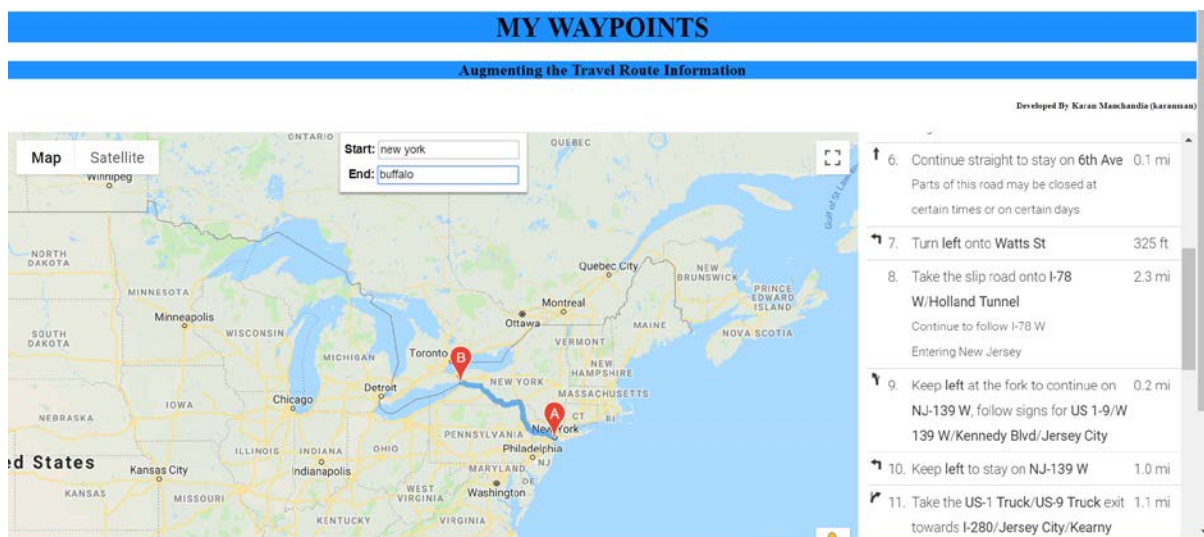 MY WAYPOINTS
Augmenting the Travel Route Information
Developed By Karan Manchandia (karanman)
Map Satellite
Start: new york
End: buffalo
ONTARIO
QUEBEC
Winnipeg
Gulf of St
NORTH
DAKOTA
MINNESOTA
Minneapolis
SOUTH
DAKOTA
WISCONSIN
MICHIGAN
Toronto
Ottawa
Montreal
Quebec City
NEW
BRUNSWICK
PRINCE
EDWARD
ISLAND
NOVA SCOTIA
MAINE
VERMONT
NEW
HAMPSHIRE
MASSACHUSETTS
CT
RI
NEW YORK
B
A
New York
Detroit
Chicago
IOWA
NEBRASKA
ILLINOIS
INDIANA
OHIO
PENNSYLVANIA
Philadelphia
NJ
MARYLAND
DE
Indianapolis
ed States
Kansas City
KANSAS
MISSOURI
WEST
VIRGINIA
Washington
KENTUCKY
VIRGINIA
6. Continue straight to stay on 6th Ave 0.1 mi
Parts of this road may be closed at
certain times or on certain days
7. Turn left onto Watts St 325 ft
8. Take the slip road onto I-78 2.3 mi
W/Holland Tunnel
Continue to follow I-78 W
Entering New Jersey
9. Keep left at the fork to continue on 0.2 mi
NJ-139 W, follow signs for US 1-9/W
139 W/Kennedy Blvd/Jersey City
10. Keep left to stay on NJ-139 W 1.0 mi
11. Take the US-1 Truck/US-9 Truck exit 1.1 mi
towards I-280/Jersey City/Kearny